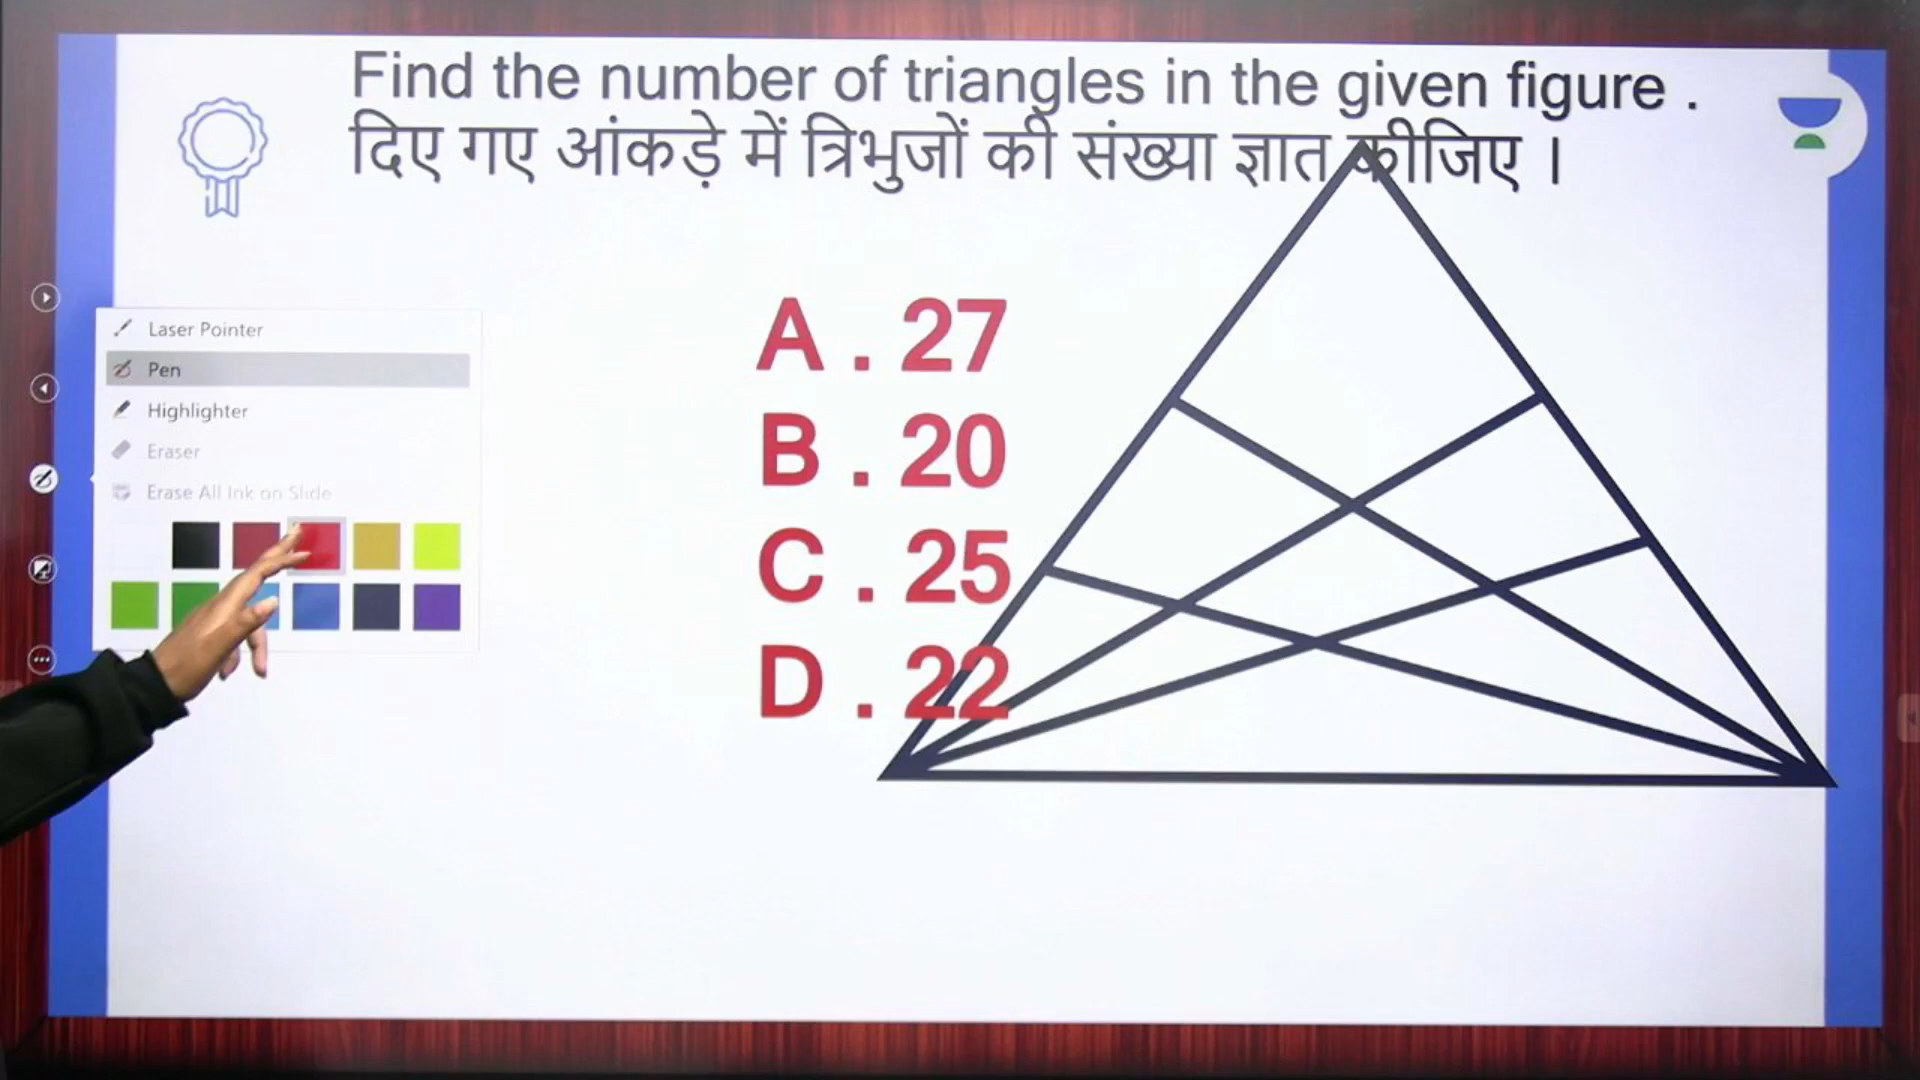 Find the number of triangles in the given figure .
दिए गए आंकड़े में त्रिभुजों की संख्या ज्ञात कीजिए ।
A . 27
B . 20
C . 25
D . 22
Laser Pointer
Pen
Highlighter
Eraser
Erase All Ink on Slide